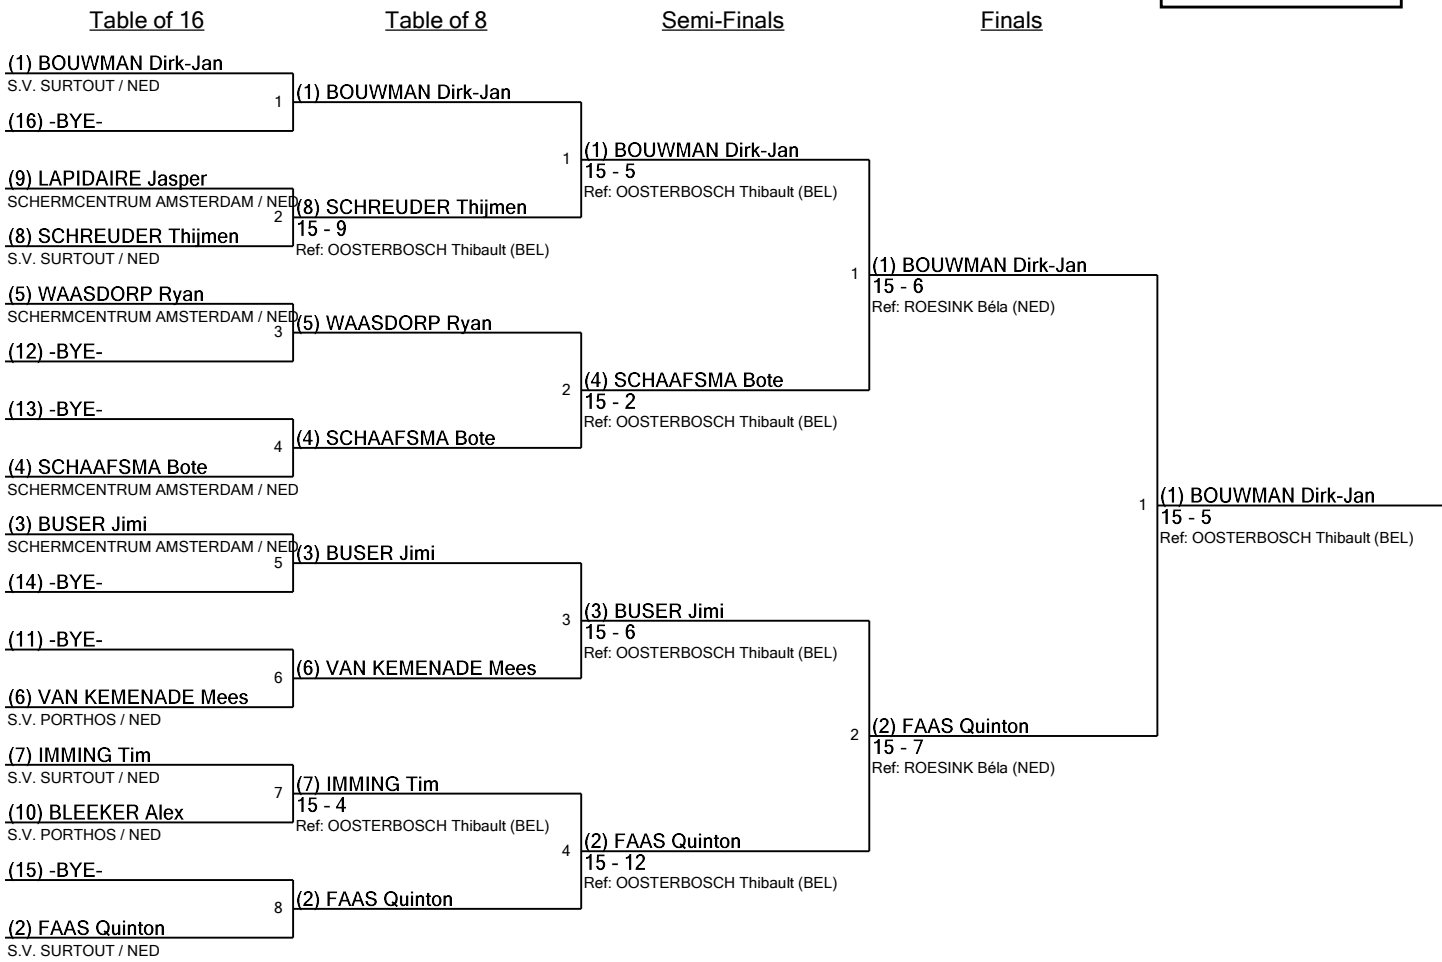 Table of 16
Table of 8
Semi-Finals
Finals
(1) BOUWMAN Dirk-Jan
S.V. SURTOUT / NED
1
(16) -BYE-
(9) LAPIDAIRE Jasper
SCHERMCENTRUM AMSTERDAM / NED
2
(8) SCHREUDER Thijmen
S.V. SURTOUT / NED
(5) WAASDORP Ryan
SCHERMCENTRUM AMSTERDAM / NED
3
(12) -BYE-
(13) -BYE-
4
(4) SCHAAFSMA Bote
SCHERMCENTRUM AMSTERDAM / NED
(3) BUSER Jimi
SCHERMCENTRUM AMSTERDAM / NED
5
(14) -BYE-
(11) -BYE-
6
(6) VAN KEMENADE Mees
S.V. PORTHOS / NED
(7) IMMING Tim
S.V. SURTOUT / NED
7
(10) BLEEKER Alex
S.V. PORTHOS / NED
(15) -BYE-
8
(2) FAAS Quinton
S.V. SURTOUT / NED
(1) BOUWMAN Dirk-Jan
1
(8) SCHREUDER Thijmen
15 - 9
Ref: OOSTERBOSCH Thibault (BEL)
(5) WAASDORP Ryan
2
(4) SCHAAFSMA Bote
(3) BUSER Jimi
3
(6) VAN KEMENADE Mees
(7) IMMING Tim
15 - 4
Ref: OOSTERBOSCH Thibault (BEL)
4
(2) FAAS Quinton
(1) BOUWMAN Dirk-Jan
15 - 5
Ref: OOSTERBOSCH Thibault (BEL)
1
(4) SCHAAFSMA Bote
15 - 2
Ref: OOSTERBOSCH Thibault (BEL)
(3) BUSER Jimi
15 - 6
Ref: OOSTERBOSCH Thibault (BEL)
2
(2) FAAS Quinton
15 - 12
Ref: OOSTERBOSCH Thibault (BEL)
(1) BOUWMAN Dirk-Jan
15 - 6
Ref: ROESINK Béla (NED)
1
(2) FAAS Quinton
15 - 7
Ref: ROESINK Béla (NED)
(1) BOUWMAN Dirk-Jan
15 - 5
Ref: OOSTERBOSCH Thibault (BEL)